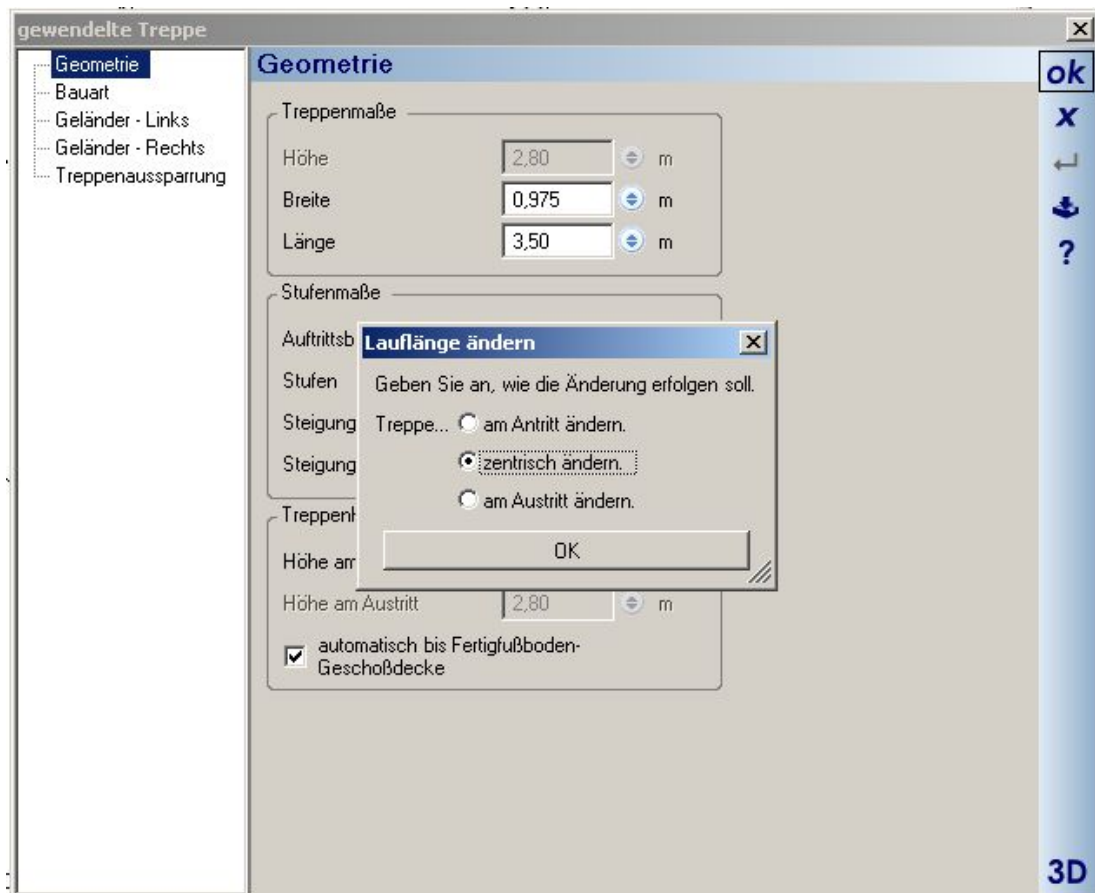 gewendelte Treppe
Geometrie
Bauart
Geländer - Links
Geländer - Rechts
Treppenaussparrung
Geometrie
Treppenmaße
Höhe 2,80 m
Breite 0,975 m
Länge 3,50 m
Stufenmaße
Auftrittsb
Stufen
Steigung
Steigung
Lauflänge ändern
Geben Sie an, wie die Änderung erfolgen soll.
Treppe... am Antritt ändern.
zentrisch ändern.
am Austritt ändern.
OK
Höhe am
Höhe am Austritt 2,80 m
automatisch bis Fertigfußboden-
Geschoßdecke
ok
x
?
3D